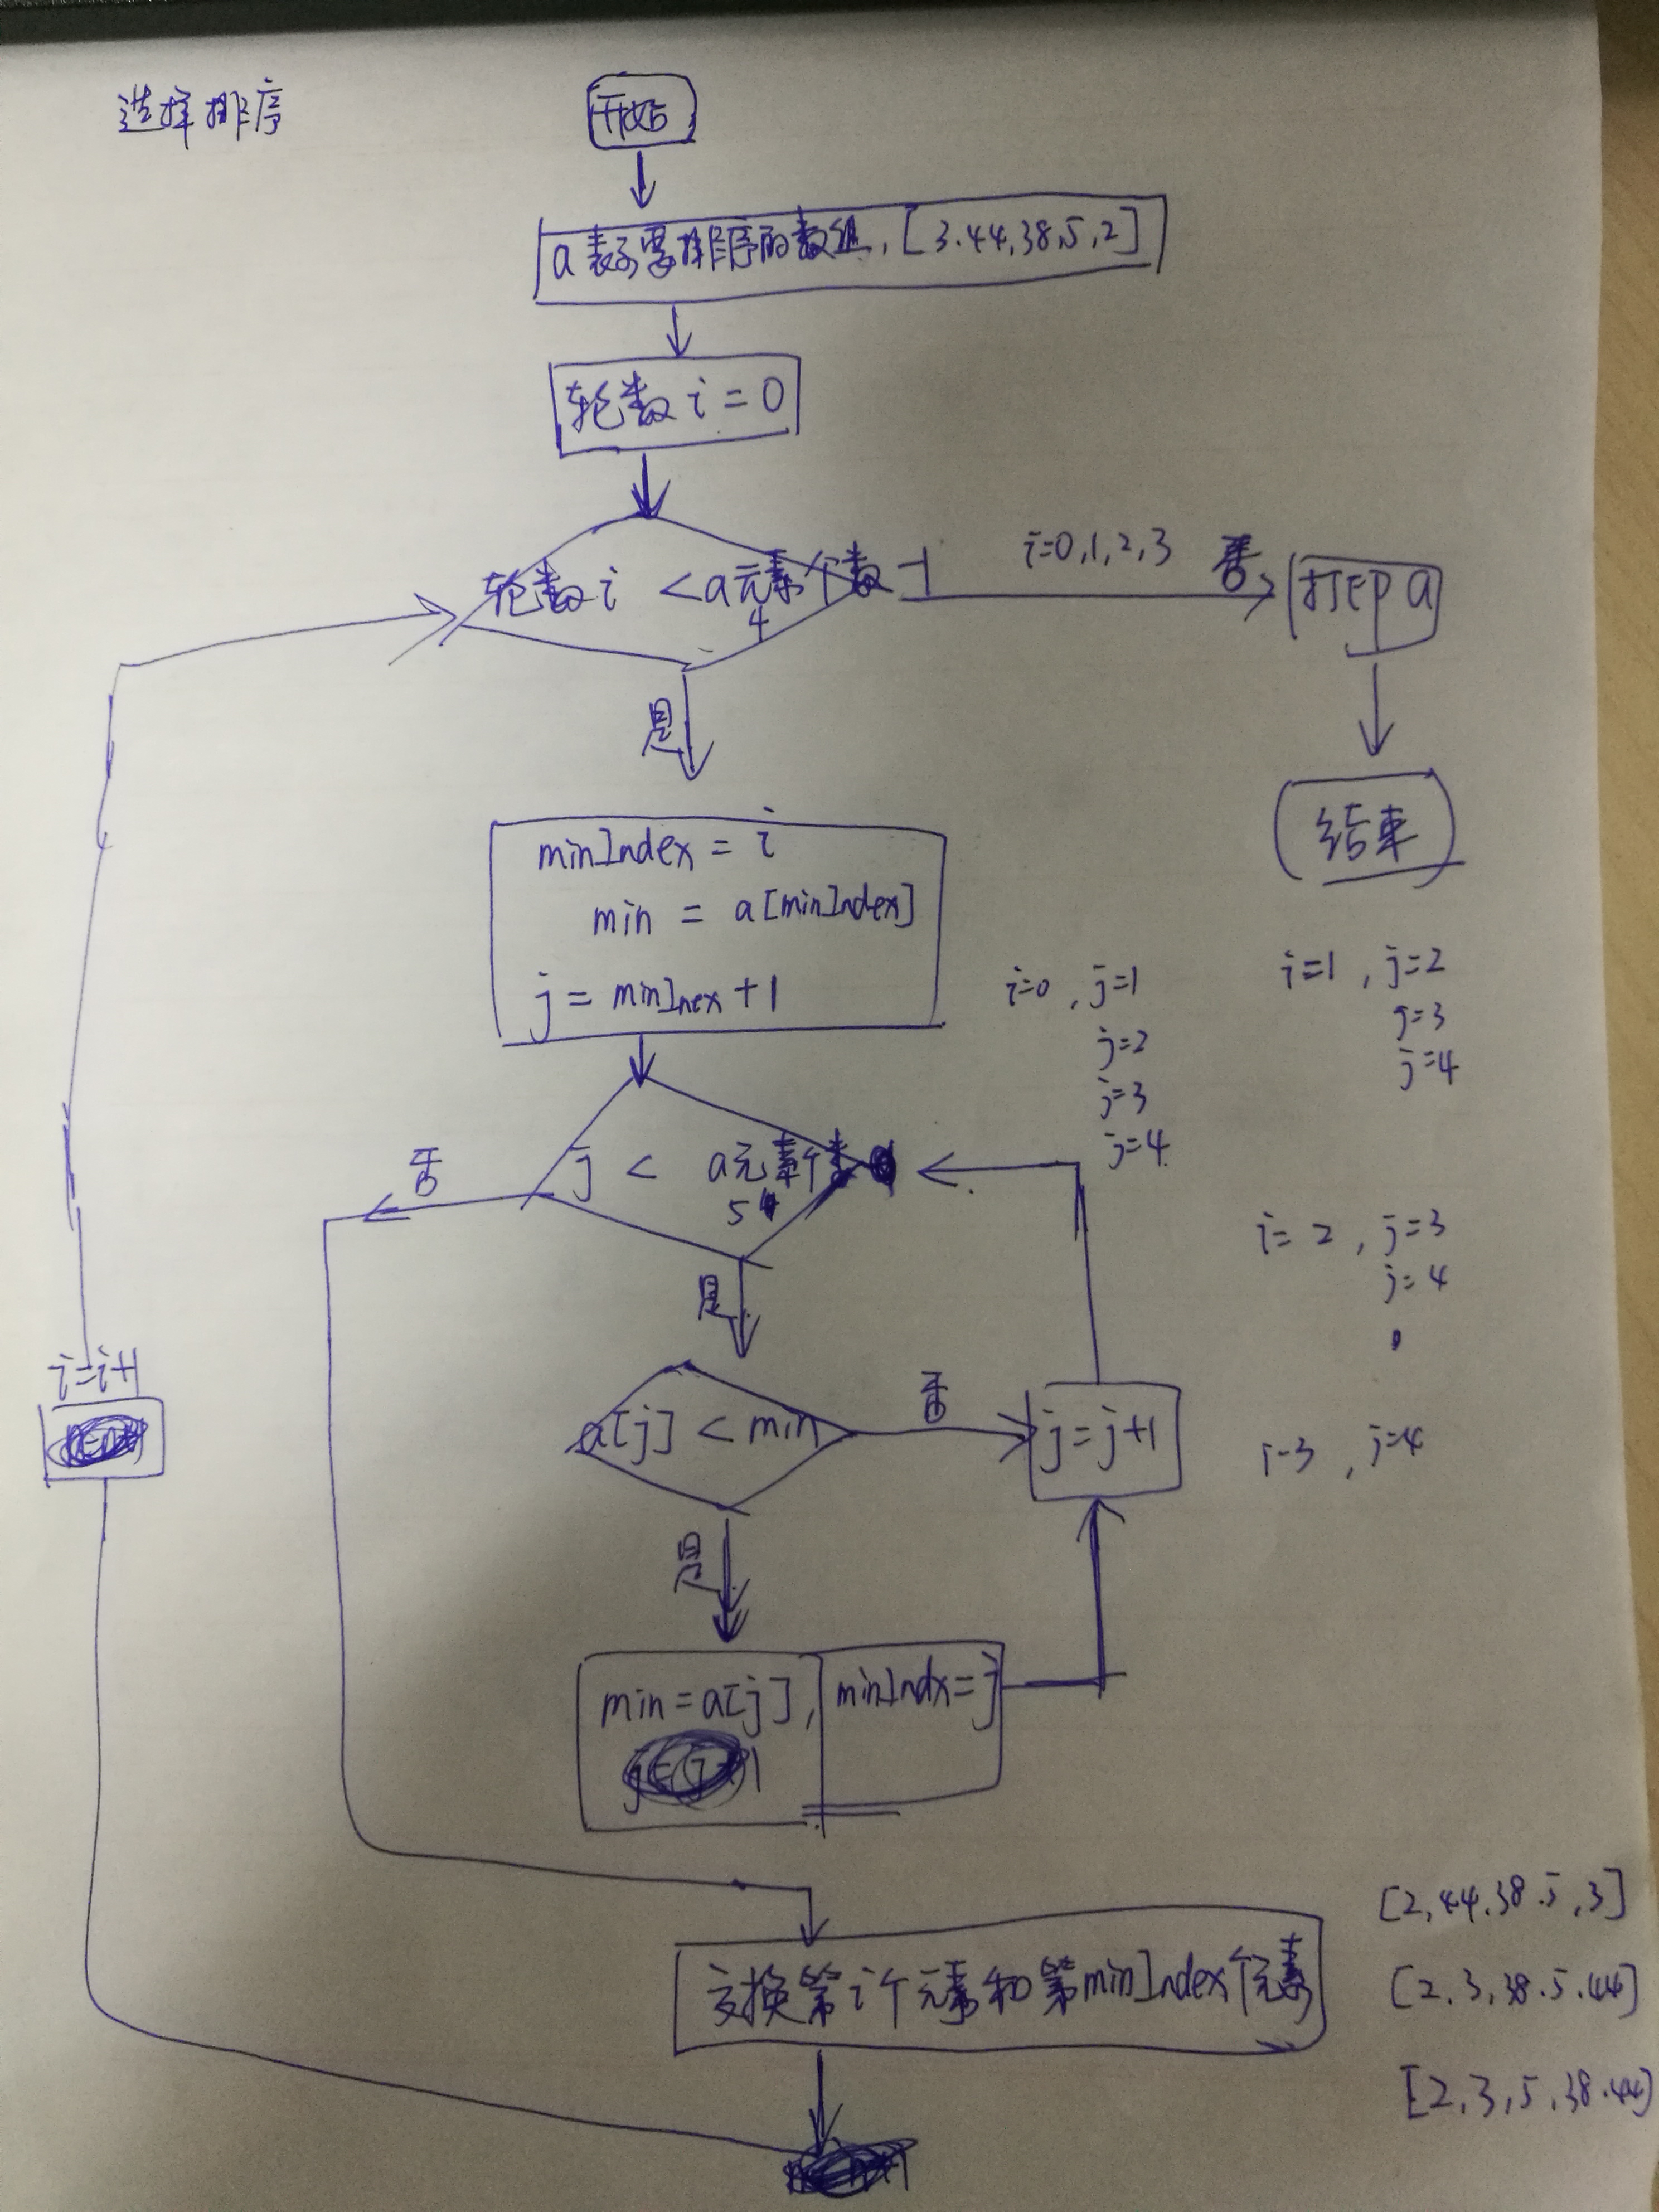 选择排序
开始
a 表示要排序的数组, [3.44,38,5,2]
轮数 i = 0
轮数 i < a元素个数 -1
4
i=0,1,2,3 否
打印 a
是
结束
minIndex = i
min = a[minIndex]
j = minInex + 1
i=0 , j=1
j=2
j=3
j=4
i=1 , j=2
j=3
j=4
否
j < a元素个数
5
是
i= 2 , j=3
j= 4
i=i+1
a[j] < min
否
j = j+1
i=3 , j=4
是
min = a[j], minIndx = j
[2,44.38.5,3]
交换第i个元素和第minIndex个元素
[2.3,38.5.44]
[2.3,5,38.44]